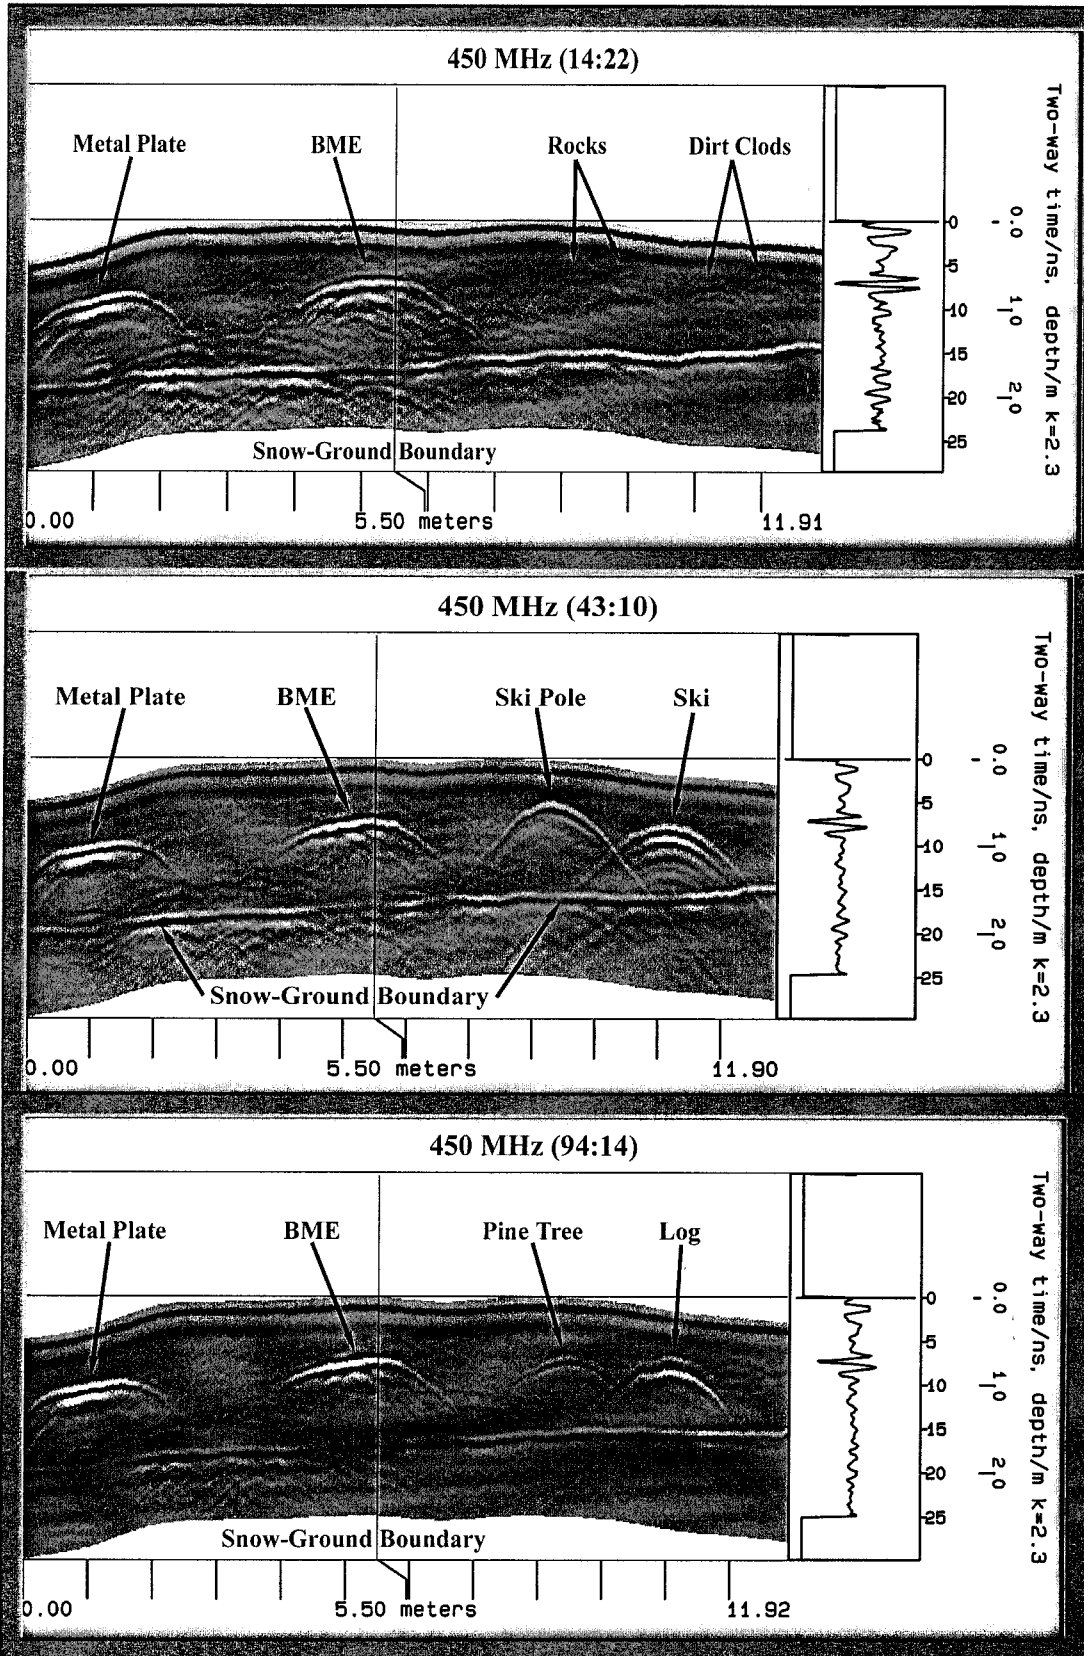 450 MHz (14:22)
Metal Plate BME Rocks Dirt Clods
0
5
10
15
20
25
0.0
1.0
2.0
Two-way time/ns, depth/m k=2.3
Snow-Ground Boundary
0.00 5.50 meters 11.91
450 MHz (43:10)
Metal Plate BME Ski Pole Ski
0
5
10
15
20
25
0.0
1.0
2.0
Two-way time/ns, depth/m k=2.3
Snow-Ground Boundary
0.00 5.50 meters 11.90
450 MHz (94:14)
Metal Plate BME Pine Tree Log
0
5
10
15
20
25
0.0
1.0
2.0
Two-way time/ns, depth/m k=2.3
Snow-Ground Boundary
0.00 5.50 meters 11.92